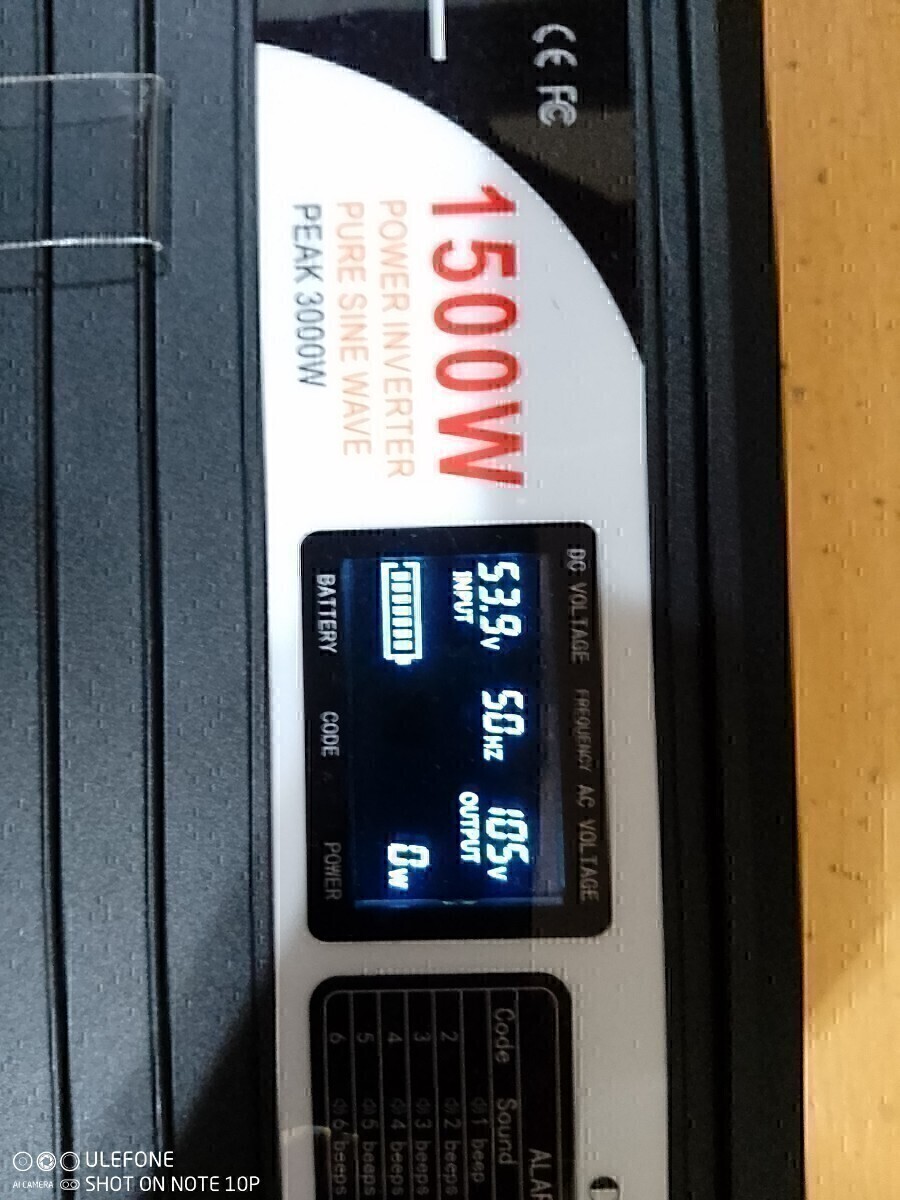 CE FC
1500W
POWER INVERTER
PURE SINE WAVE
PEAK 3000W
DC VOLTAGE FREQUENCY AC VOLTAGE
53.9V 50HZ 105V
INPUT OUTPUT
0W
BATTERY CODE POWER
Code Sound
1 beep
2 2 beeps
3 3 beeps
4 4 beeps
5 5 beeps
6 6 beeps
ULEFONE
AI CAMERA SHOT ON NOTE 10P